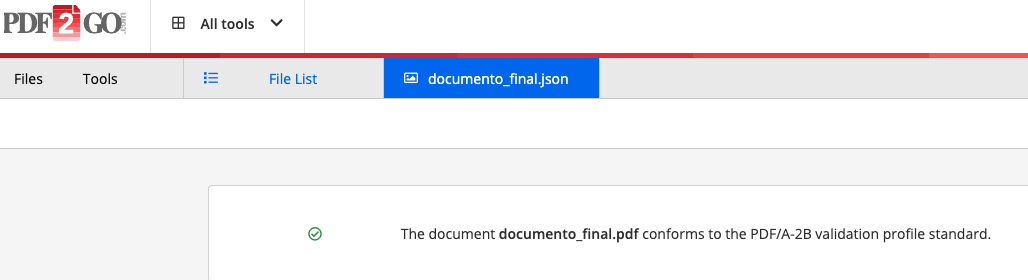 PDF2GO.com
All tools
Files
Tools
File List
documento_final.json
The document documento_final.pdf conforms to the PDF/A-2B validation profile standard.